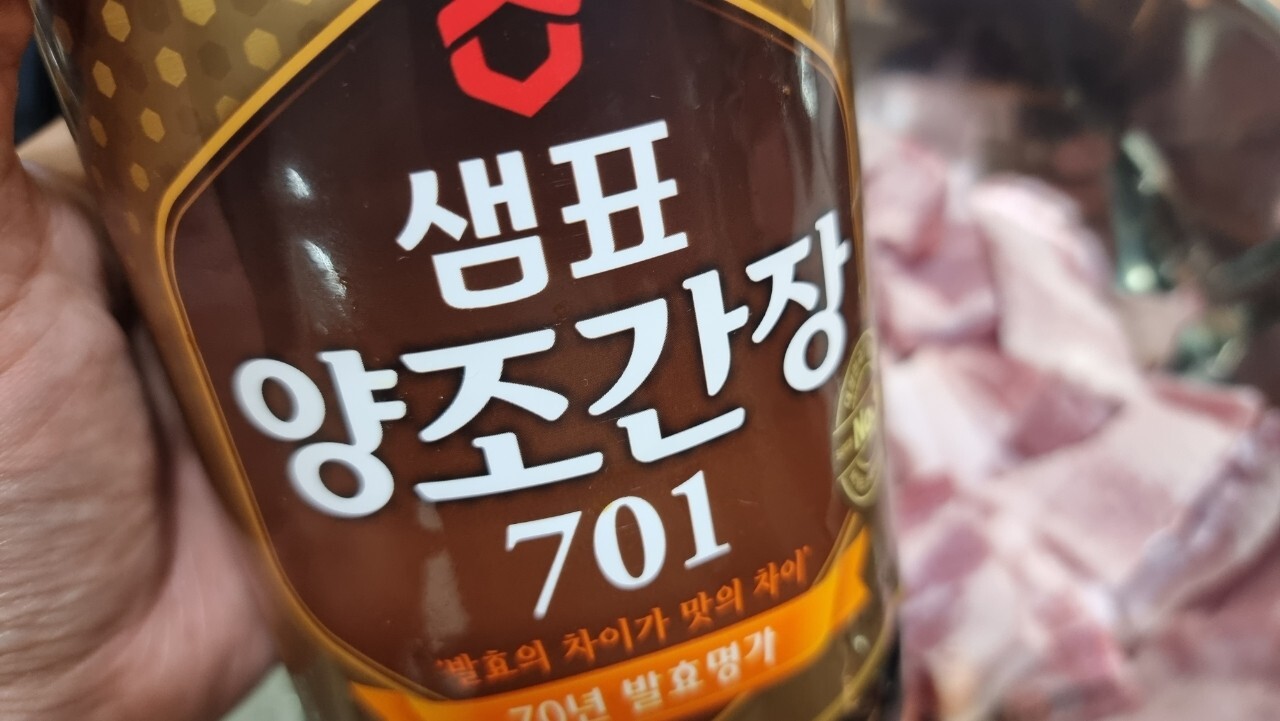 샘표
양조간장
701
'발효의 차이가 맛의 차이'
70년 발효명가